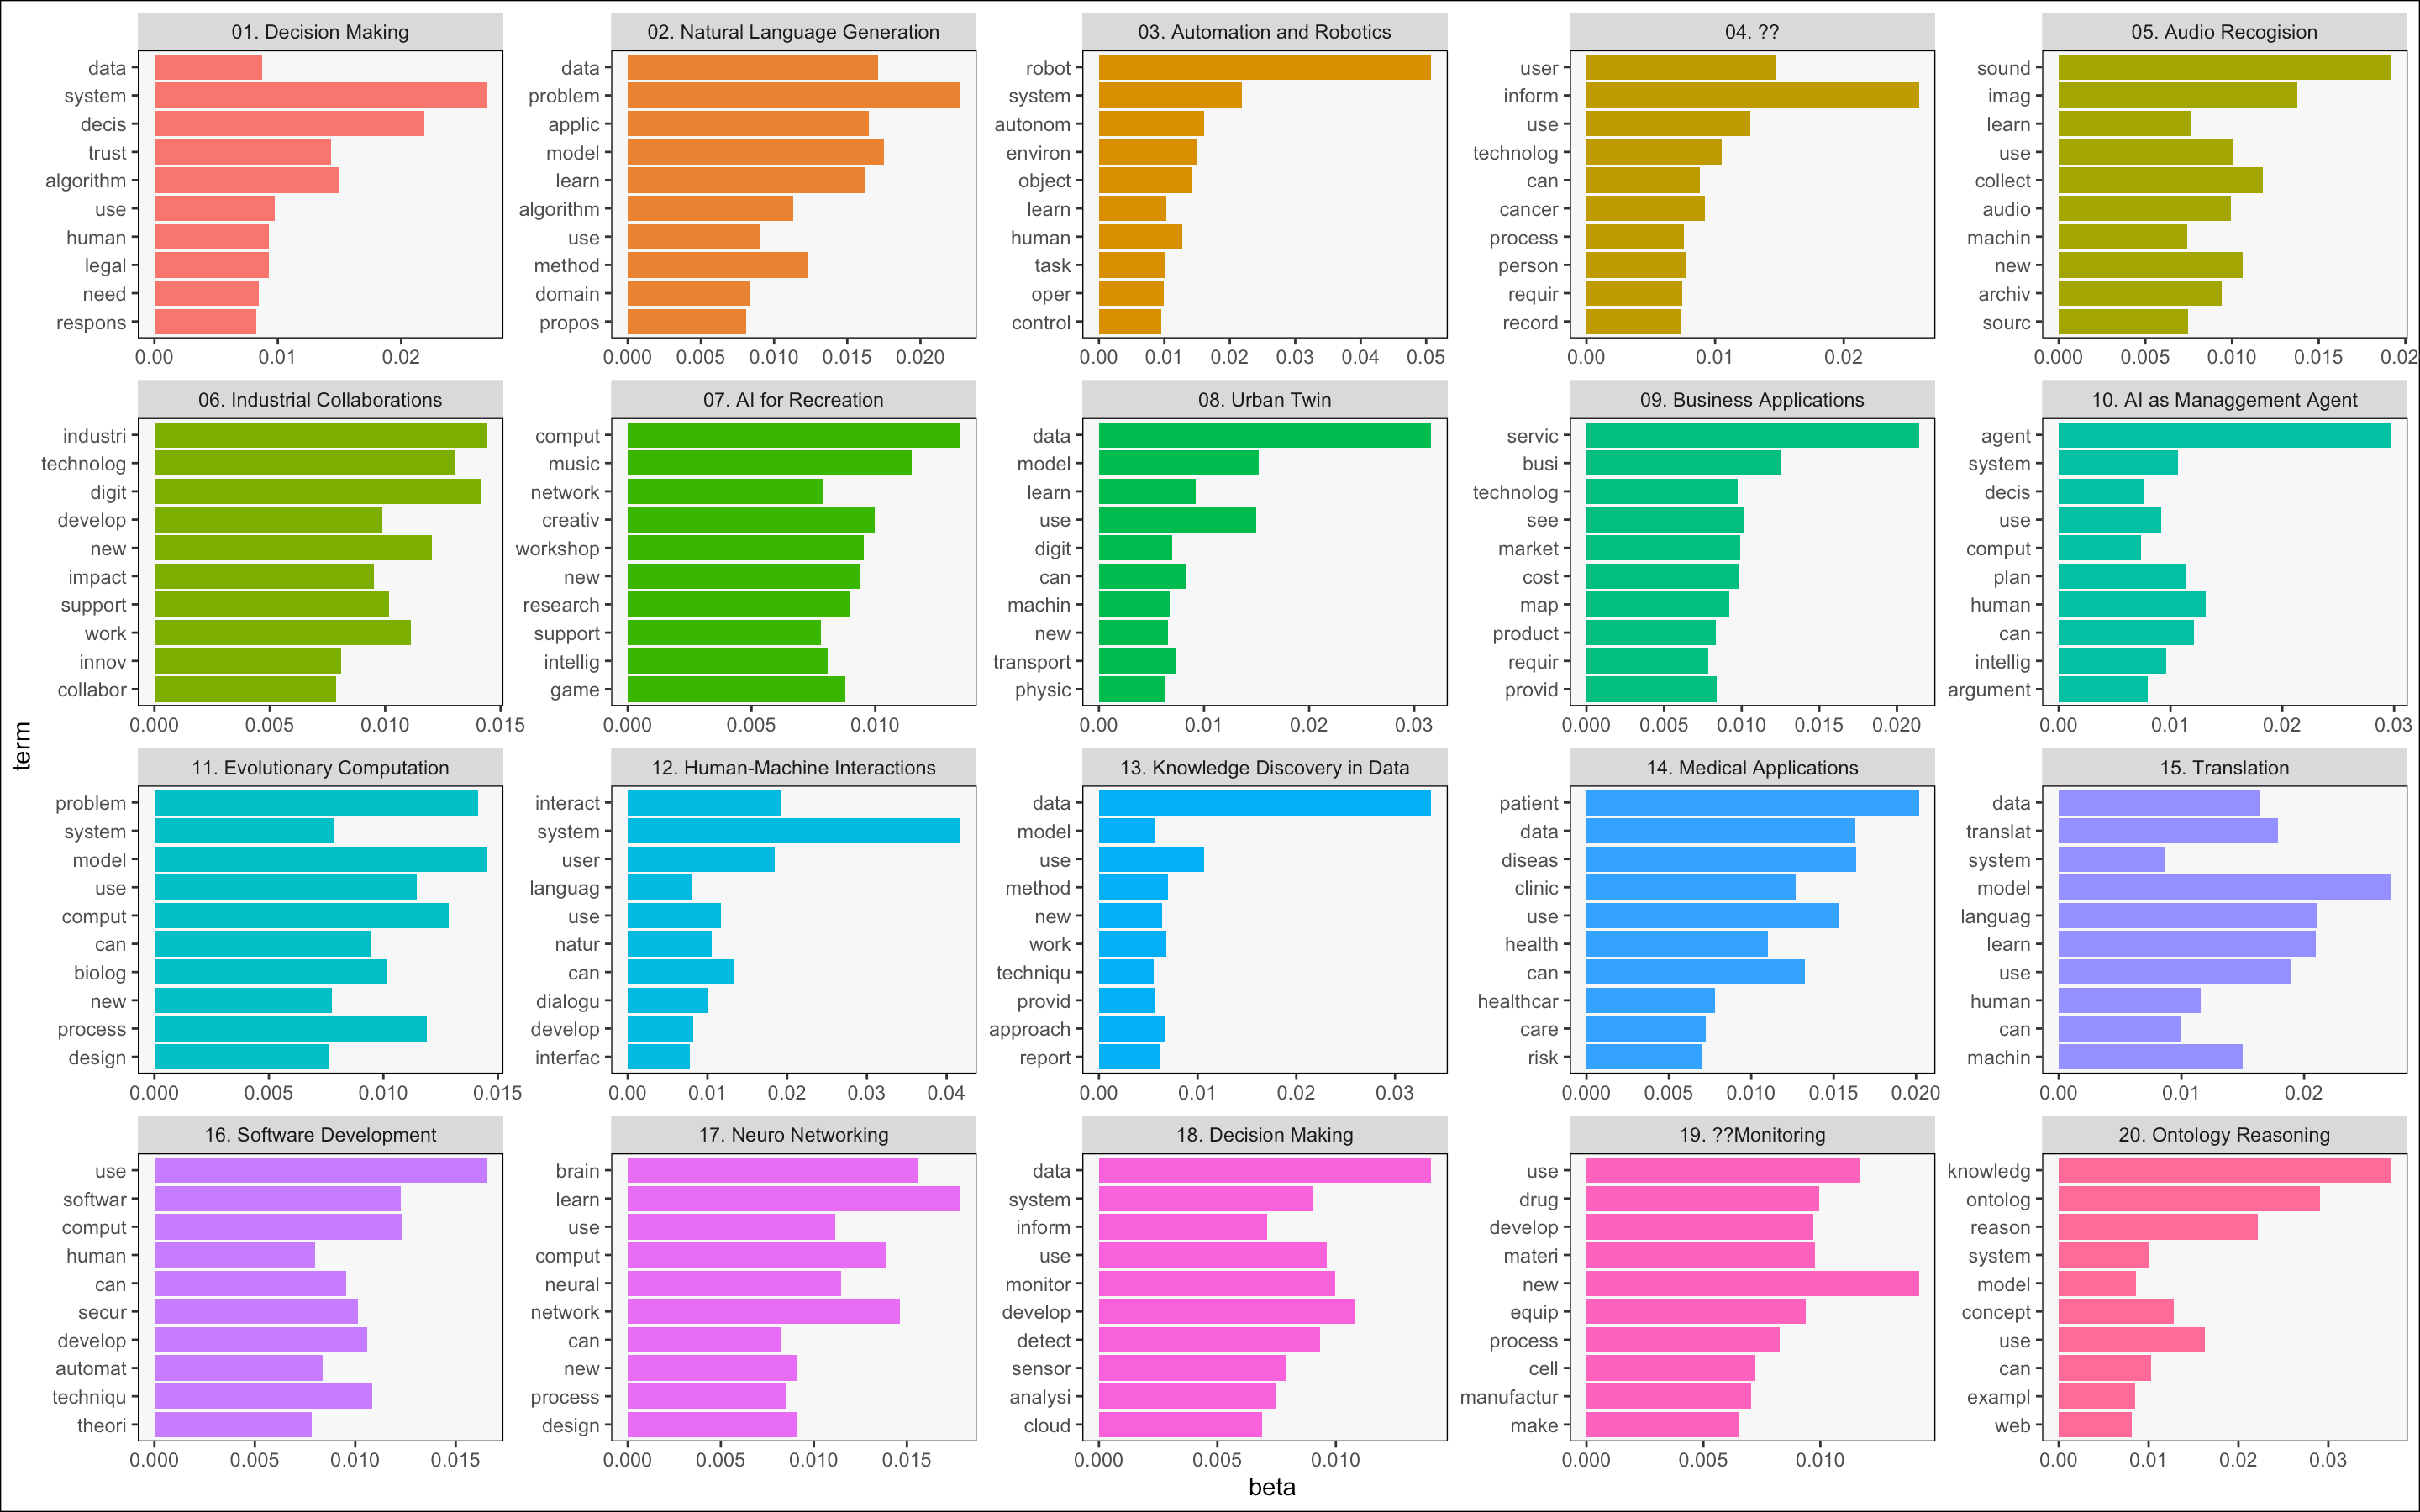 01. Decision Making
data
system
decis
trust
algorithm
use
human
legal
need
respons
0.00 0.01 0.02
02. Natural Language Generation
data
problem
applic
model
learn
algorithm
use
method
domain
propos
0.000 0.005 0.010 0.015 0.020
03. Automation and Robotics
robot
system
autonom
environ
object
learn
human
task
oper
control
0.00 0.01 0.02 0.03 0.04 0.05
04. ??
user
inform
use
technolog
can
cancer
process
person
requir
record
0.00 0.01 0.02
05. Audio Recogision
sound
imag
learn
use
collect
audio
machin
new
archiv
sourc
0.000 0.005 0.010 0.015 0.02
06. Industrial Collaborations
industri
technolog
digit
develop
new
impact
support
work
innov
collabor
0.000 0.005 0.010 0.015
07. AI for Recreation
comput
music
network
creativ
workshop
new
research
support
intellig
game
0.000 0.005 0.010
08. Urban Twin
data
model
learn
use
digit
can
machin
new
transport
physic
0.00 0.01 0.02 0.03
09. Business Applications
servic
busi
technolog
see
market
cost
map
product
requir
provid
0.000 0.005 0.010 0.015 0.020
10. AI as Managgement Agent
agent
system
decis
use
comput
plan
human
can
intellig
argument
0.00 0.01 0.02 0.03
term
11. Evolutionary Computation
problem
system
model
use
comput
can
biolog
new
process
design
0.000 0.005 0.010 0.015
12. Human-Machine Interactions
interact
system
user
languag
use
natur
can
dialogu
develop
interfac
0.00 0.01 0.02 0.03 0.04
13. Knowledge Discovery in Data
data
model
use
method
new
work
techniqu
provid
approach
report
0.00 0.01 0.02 0.03
14. Medical Applications
patient
data
diseas
clinic
use
health
can
healthcar
care
risk
0.000 0.005 0.010 0.015 0.020
15. Translation
data
translat
system
model
languag
learn
use
human
can
machin
0.00 0.01 0.02
16. Software Development
use
softwar
comput
human
can
secur
develop
automat
techniqu
theori
0.000 0.005 0.010 0.015
17. Neuro Networking
brain
learn
use
comput
neural
network
can
new
process
design
0.000 0.005 0.010 0.015
18. Decision Making
data
system
inform
use
monitor
develop
detect
sensor
analysi
cloud
0.000 0.005 0.010
19. ??Monitoring
use
drug
develop
materi
new
equip
process
cell
manufactur
make
0.000 0.005 0.010
20. Ontology Reasoning
knowledg
ontolog
reason
system
model
concept
use
can
exampl
web
0.00 0.01 0.02 0.03
beta